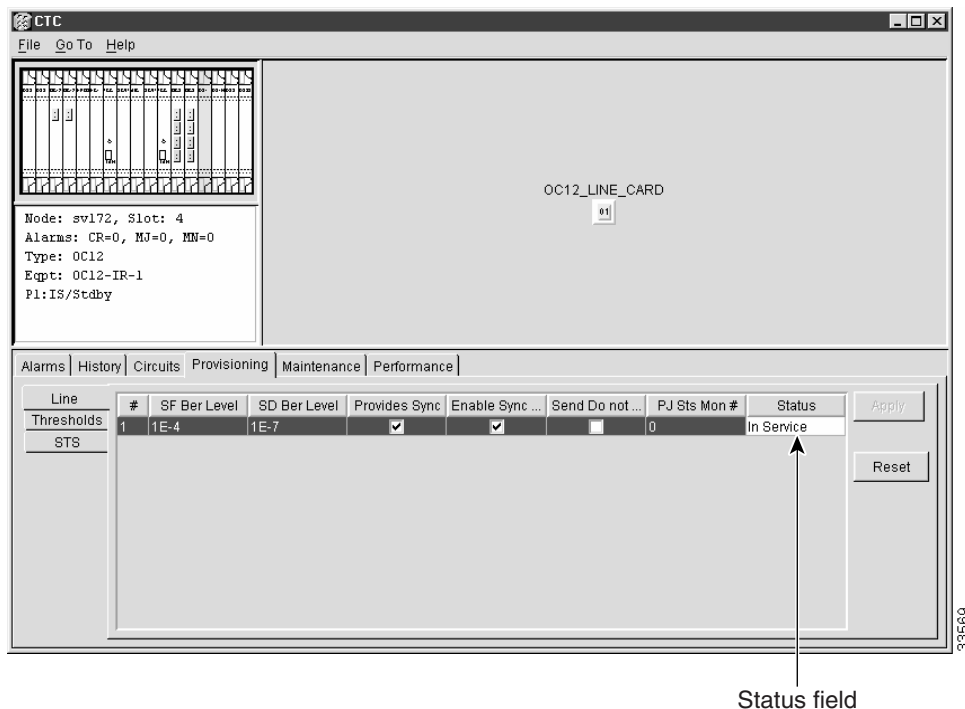 CTC
File Go To Help
Node: sv172, Slot: 4
Alarms: CR=0, MJ=0, MN=0
Type: OC12
Eqpt: OC12-IR-1
P1:IS/Stdby
OC12_LINE_CARD
01
Alarms History Circuits Provisioning Maintenance Performance
Line
Thresholds
STS
# SF Ber Level SD Ber Level Provides Sync Enable Sync ... Send Do not ... PJ Sts Mon # Status
1 1E-4 1E-7 0 In Service
Apply
Reset
33569
Status field